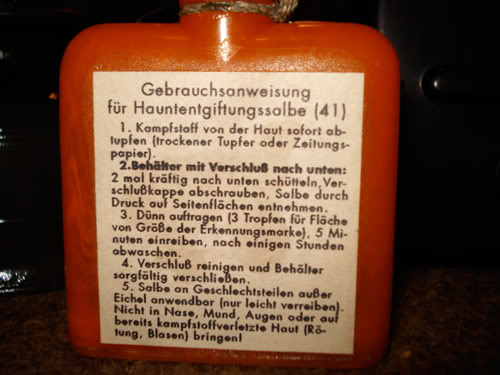 Gebrauchsanweisung
für Hauntentgiftungssalbe (41)
1. Kampfstaff von der Haut sofort ab-
tupfen (trockener Tupfer oder Zeitungs-
papier).
2. Behälter mit Verschluß nach unten:
2 mal kräftig nach unten schütteln, Ver-
schlußkappe abschrauben, Salbe durch
Druck auf Seitenflächen entnehmen.
3. Dünn auftragen (3 Tropfen für Fläche
von Größe der Erkennungsmarke), 5 Mi-
nuten einreiben, nach einigen Stunden
abwaschen.
4. Verschluß reinigen und Behälter
sorgfältig verschließen.
5. Salbe an Geschlechtsteilen außer
Eichel anwendbar (nur leicht verreiben).
Nicht in Nase, Mund, Augen oder auf
bereits kampfstoffverletzte Haut (Rö-
tung, Blasen) bringen!